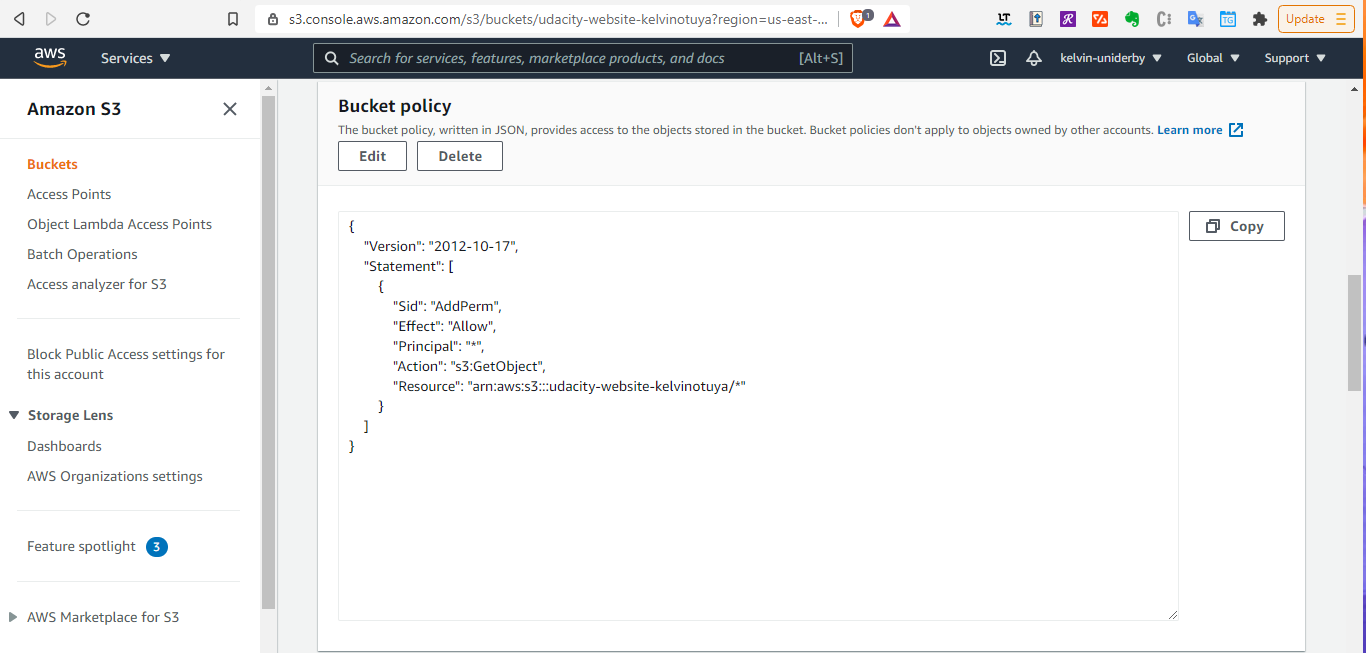 s3.console.aws.amazon.com/s3/buckets/udacity-website-kelvinotuya?region=us-east-...
1
LT
TG
Update
aws
Services
Search for services, features, marketplace products, and docs [Alt+S]
kelvin-uniderby
Global
Support
Amazon S3
Buckets
Access Points
Object Lambda Access Points
Batch Operations
Access analyzer for S3
Block Public Access settings for
this account
Storage Lens
Dashboards
AWS Organizations settings
Feature spotlight 3
AWS Marketplace for S3
Bucket policy
The bucket policy, written in JSON, provides access to the objects stored in the bucket. Bucket policies don't apply to objects owned by other accounts. Learn more
Edit Delete
Copy
{
"Version": "2012-10-17",
"Statement": [
{
"Sid": "AddPerm",
"Effect": "Allow",
"Principal": "*",
"Action": "s3:GetObject",
"Resource": "arn:aws:s3:::udacity-website-kelvinotuya/*"
}
]
}